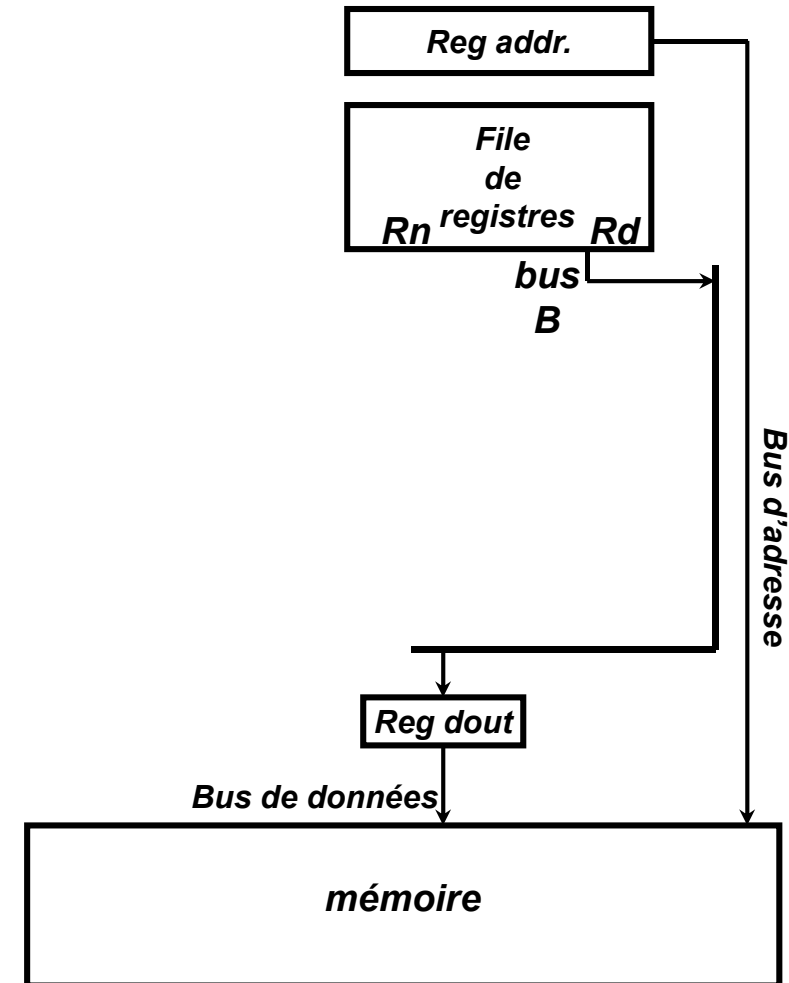 Reg addr.
File
de
registres
Rn
Rd
bus
B
Bus d’adresse
Reg dout
Bus de données
mémoire